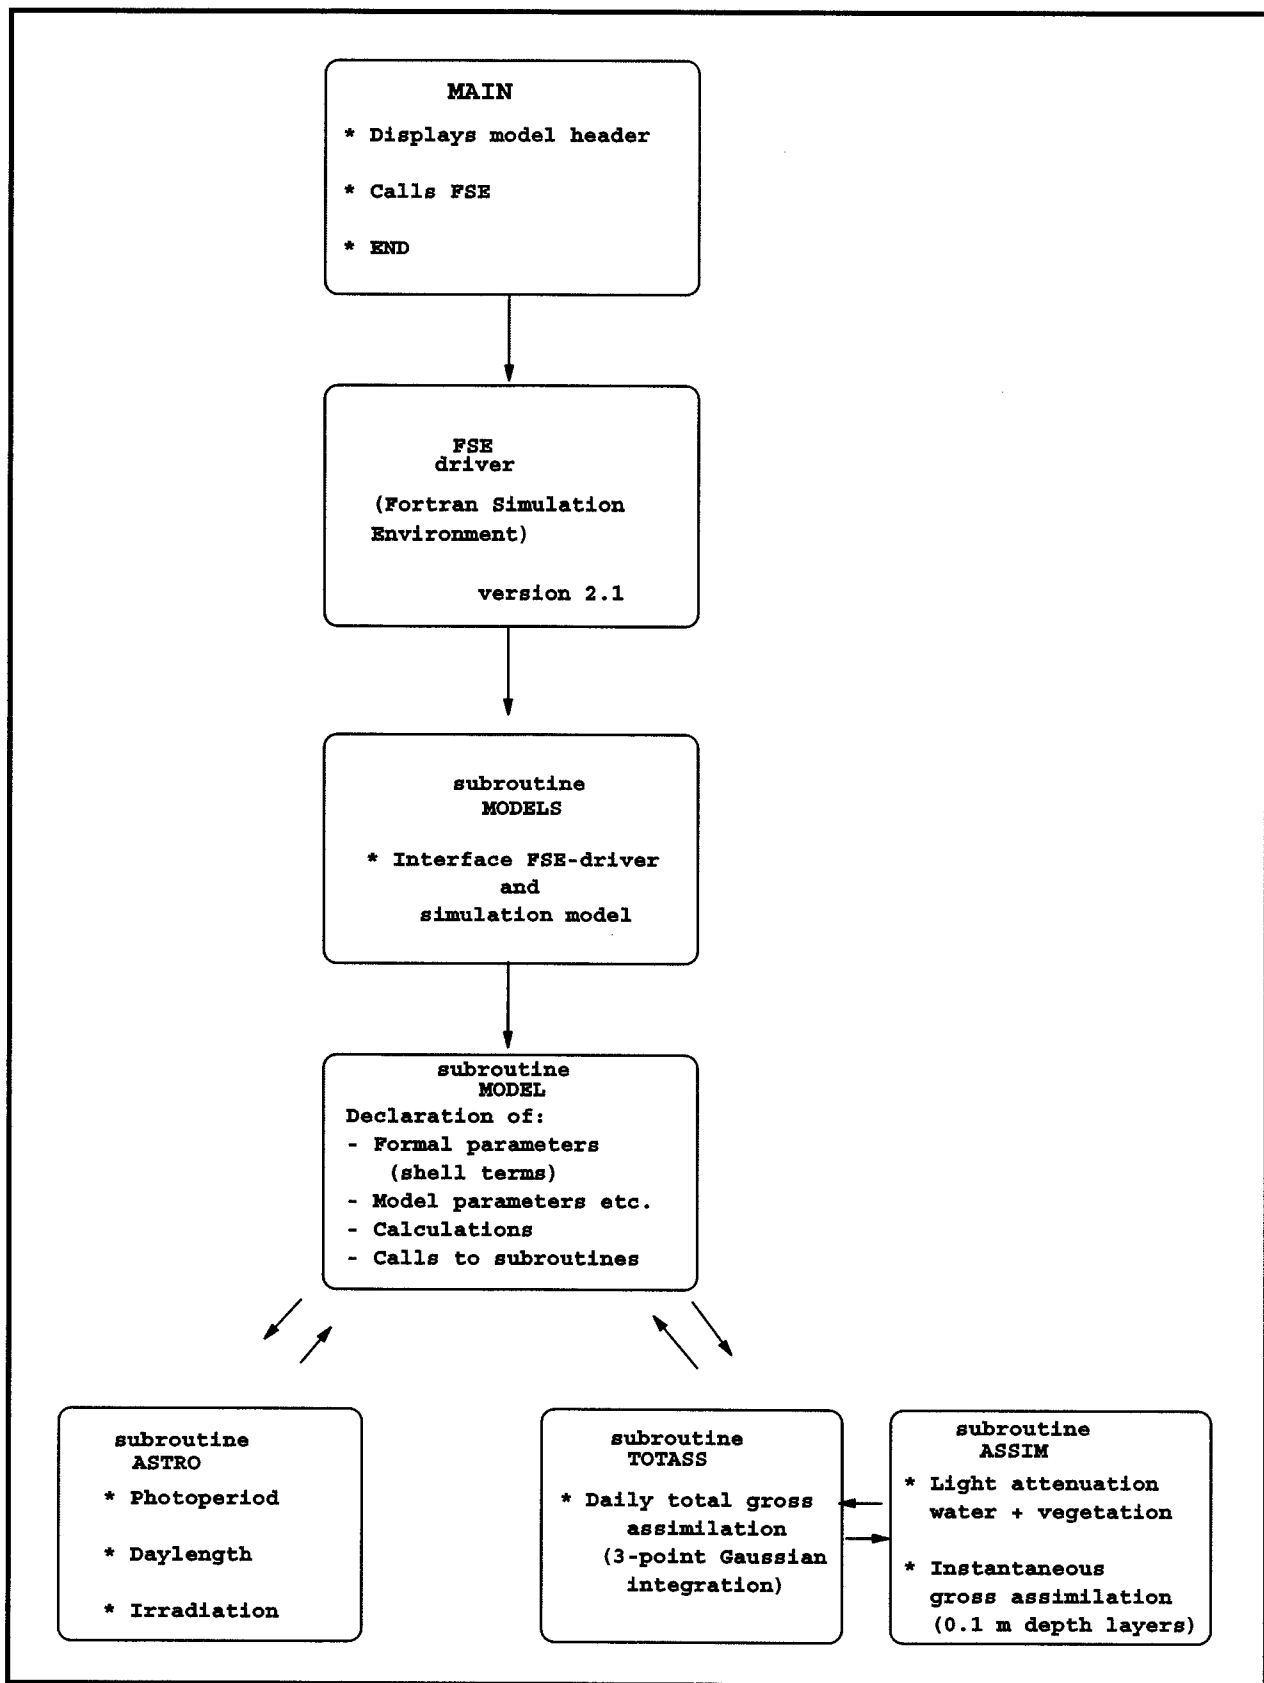 MAIN
* Displays model header
* Calls FSE
* END
FSE
driver
(Fortran Simulation
Environment)
version 2.1
subroutine
MODELS
* Interface FSE-driver
and
simulation model
subroutine
MODEL
Declaration of:
- Formal parameters
(shell terms)
- Model parameters etc.
- Calculations
- Calls to subroutines
subroutine
ASTRO
* Photoperiod
* Daylength
* Irradiation
subroutine
TOTASS
* Daily total gross
assimilation
(3-point Gaussian
integration)
subroutine
ASSIM
* Light attenuation
water + vegetation
* Instantaneous
gross assimilation
(0.1 m depth layers)